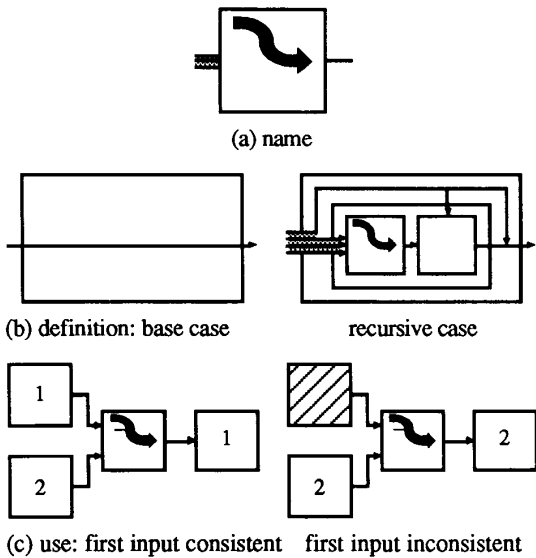 (a) name
(b) definition: base case recursive case
1
1
2
2
2
(c) use: first input consistent first input inconsistent